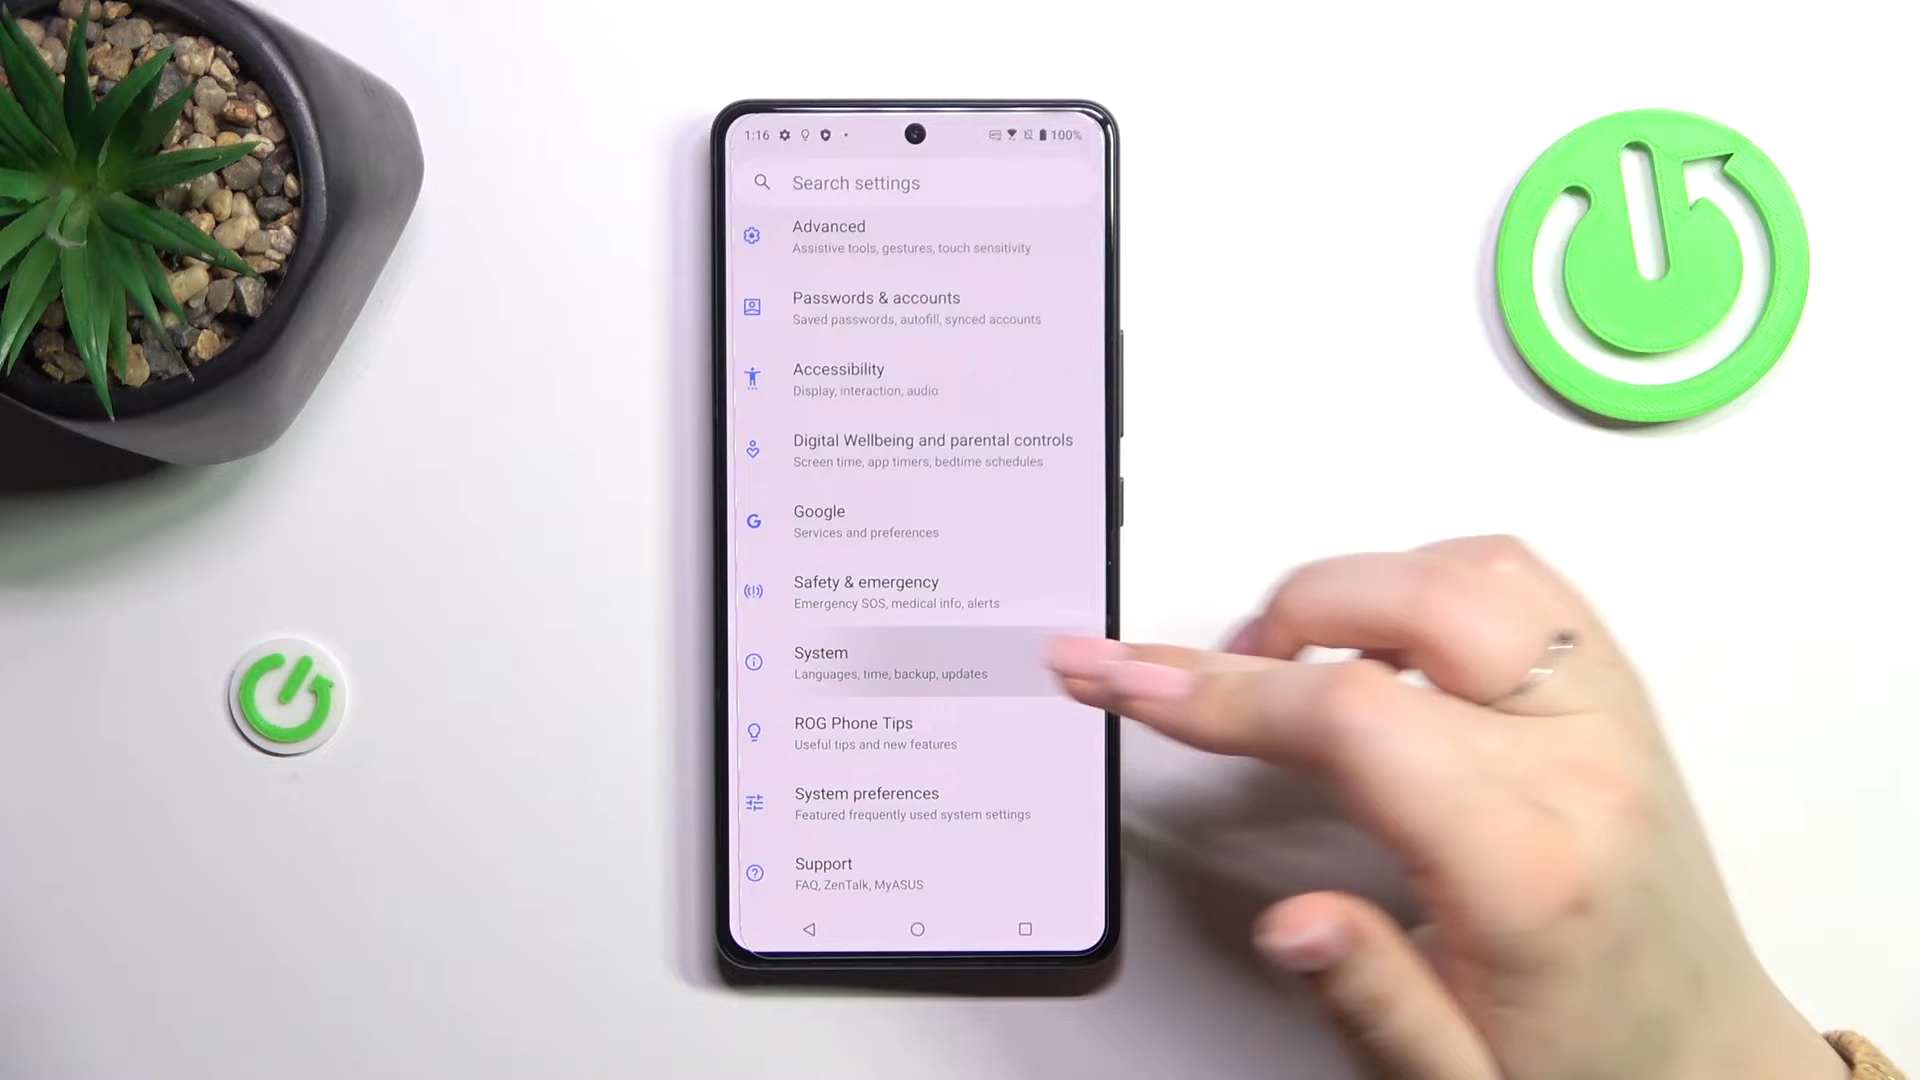 1:16
100%
Search settings
Advanced
Assistive tools, gestures, touch sensitivity
Passwords & accounts
Saved passwords, autofill, synced accounts
Accessibility
Display, interaction, audio
Digital Wellbeing and parental controls
Screen time, app timers, bedtime schedules
Google
Services and preferences
Safety & emergency
Emergency SOS, medical info, alerts
System
Languages, time, backup, updates
ROG Phone Tips
Useful tips and new features
System preferences
Featured frequently used system settings
Support
FAQ, ZenTalk, MyASUS